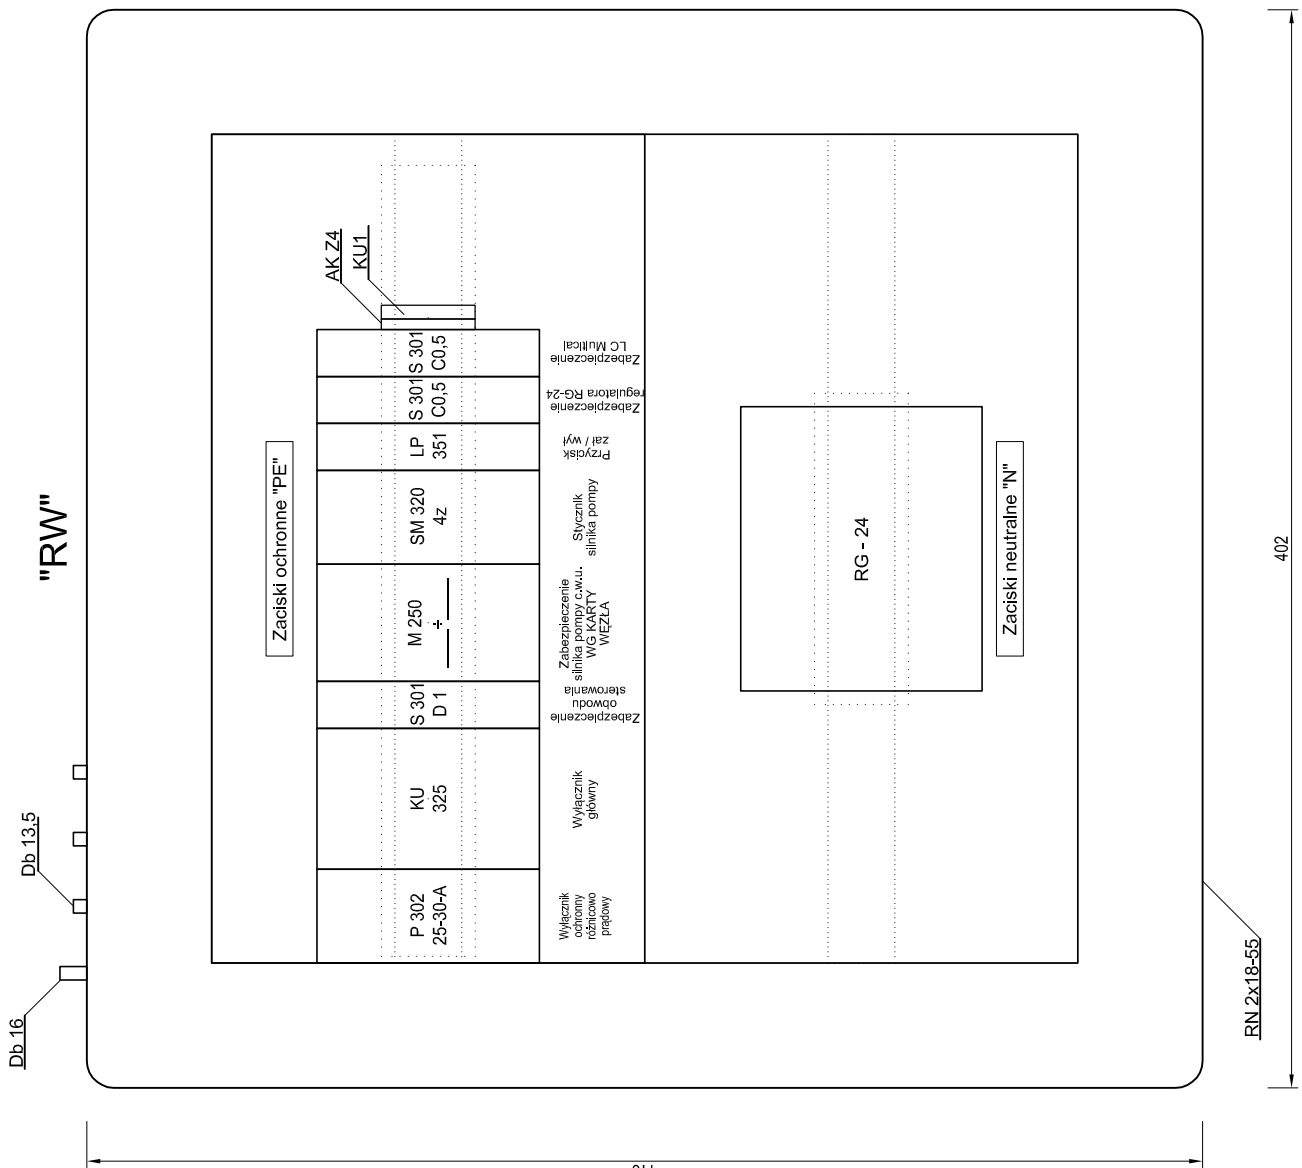 "RW"
Db 16
Db 13,5
Zaciski ochronne "PE"
AK Z4
KU1
P 302
25-30-A
KU
325
S 301
D 1
M 250
÷
SM 320
4z
LP
351
S 301
C0,5
S 301
C0,5
Wyłącznik
ochronny
różnicowo
prądowy
Wyłącznik
główny
Zabezpieczenie
obwodu
sterowania
Zabezpieczenie
silnika pompy c.w.u.
WG KARTY
WĘZŁA
Stycznik
silnika pompy
Przycisk
zał / wył
Zabezpieczenie
regulatora RG-24
Zabezpieczenie
LC Multical
RG - 24
Zaciski neutralne "N"
RN 2x18-55
402